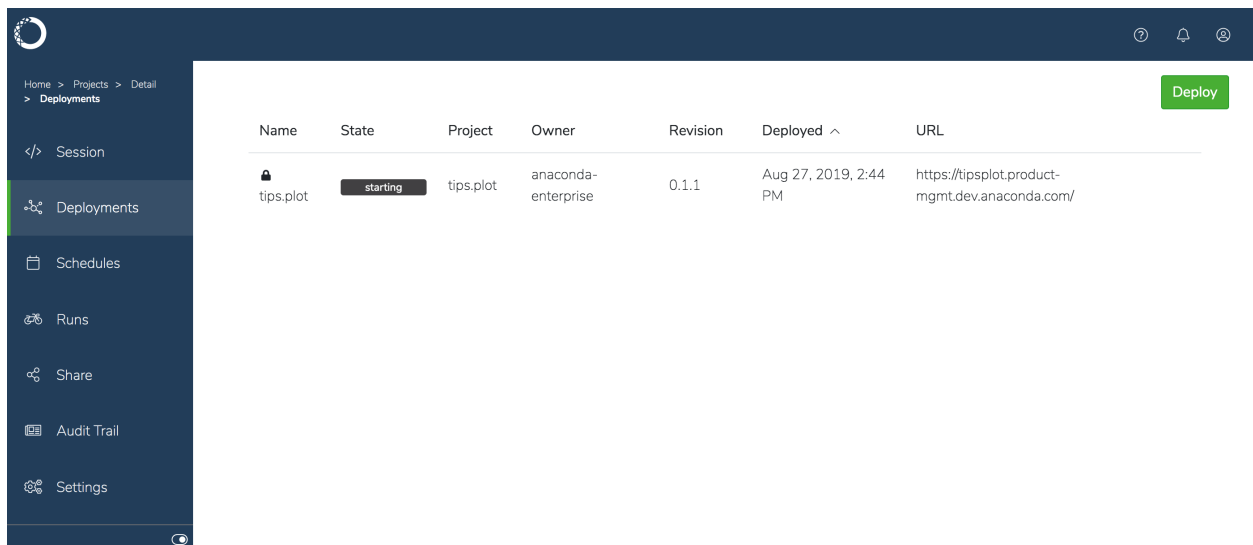 Home > Projects > Detail
> Deployments
Session
Deployments
Schedules
Runs
Share
Audit Trail
Settings
Deploy
Name State Project Owner Revision Deployed URL
tips.plot starting tips.plot anaconda- 0.1.1 Aug 27, 2019, 2:44 https://tipsplot.product-
enterprise PM mgmt.dev.anaconda.com/